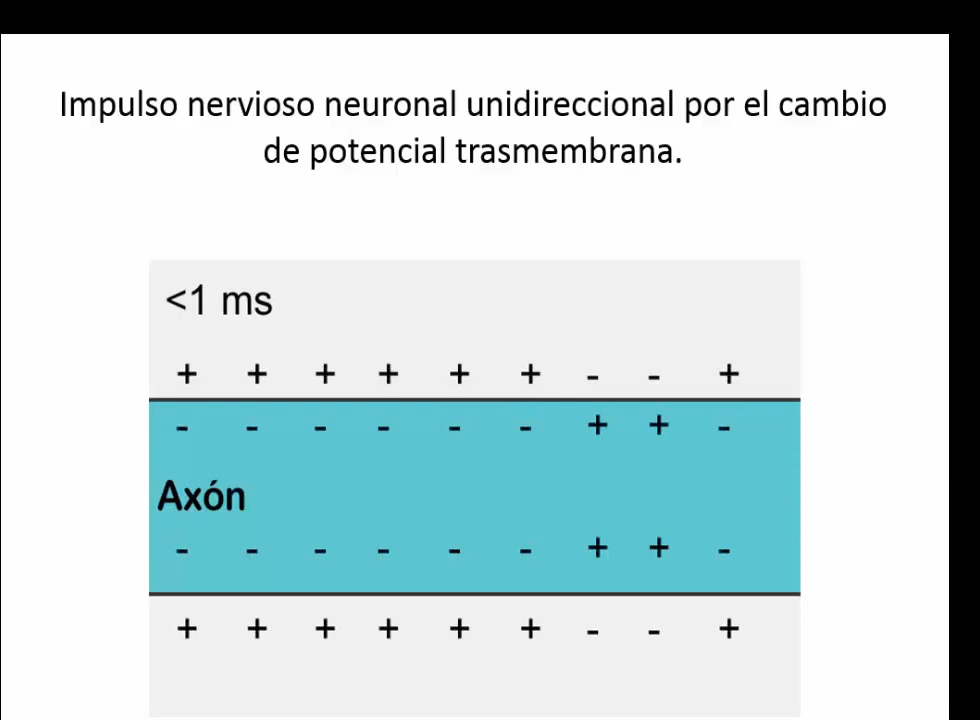 Impulso nervioso neuronal unidireccional por el cambio
de potencial trasmembrana.
<1 ms
+ + + + + + - - +
- - - - - - + + -
Axón
- - - - - - + + -
+ + + + + + - - +